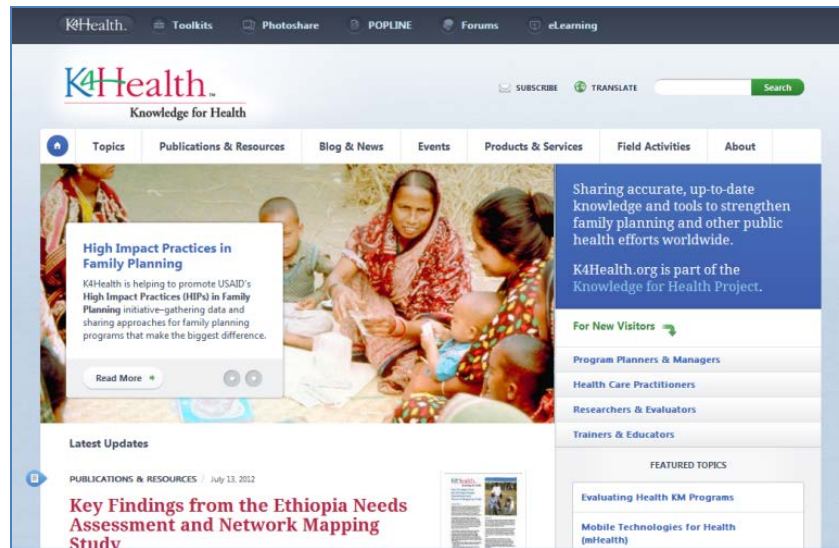 K4Health.
Toolkits
Photoshare
POPLINE
Forums
eLearning
K4Health™
Knowledge for Health
SUBSCRIBE
TRANSLATE
Search
Topics
Publications & Resources
Blog & News
Events
Products & Services
Field Activities
About
High Impact Practices in
Family Planning
K4Health is helping to promote USAID's
High Impact Practices (HIPs) in Family
Planning initiative–gathering data and
sharing approaches for family planning
programs that make the biggest difference.
Read More
Sharing accurate, up-to-date
knowledge and tools to strengthen
family planning and other public
health efforts worldwide.
K4Health.org is part of the
Knowledge for Health Project.
For New Visitors
Program Planners & Managers
Health Care Practitioners
Researchers & Evaluators
Trainers & Educators
FEATURED TOPICS
Evaluating Health KM Programs
Mobile Technologies for Health
(mHealth)
Latest Updates
PUBLICATIONS & RESOURCES / July 13, 2012
Key Findings from the Ethiopia Needs
Assessment and Network Mapping
Study